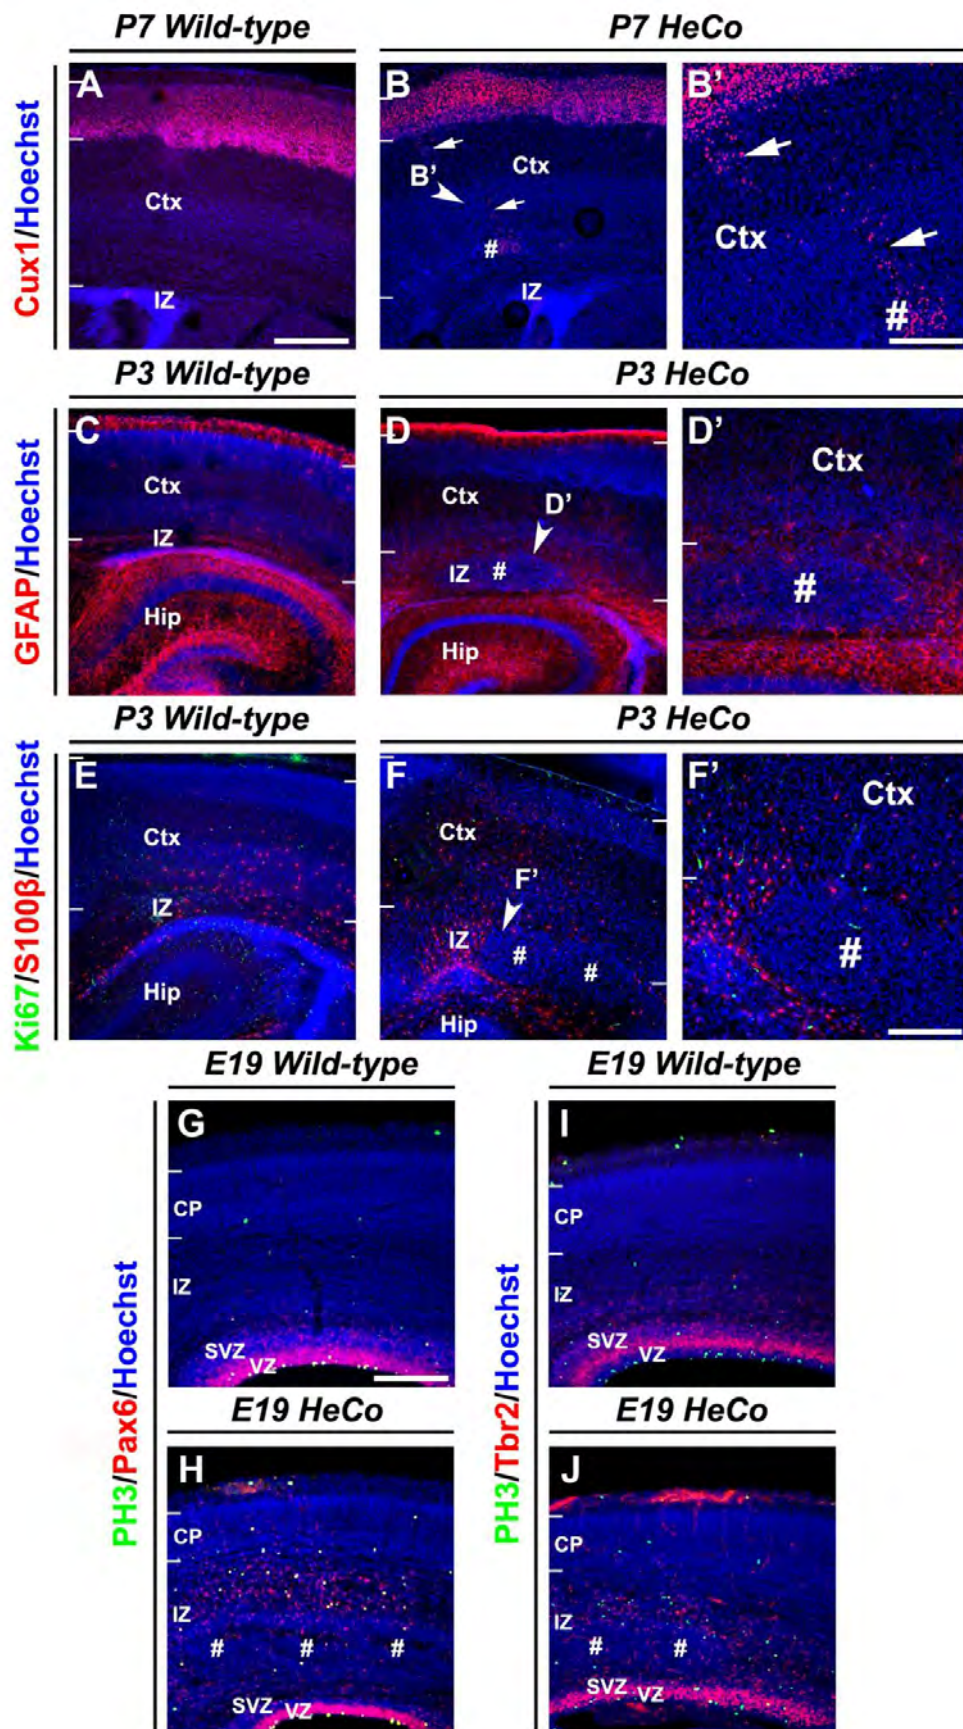 P7 Wild-type
P7 HeCo
Cux1/Hoechst
A
Ctx
IZ
B
Ctx
B'
#
IZ
B'
Ctx
#
P3 Wild-type
P3 HeCo
GFAP/Hoechst
C
Ctx
IZ
Hip
D
Ctx
D'
IZ
#
Hip
D'
Ctx
#
P3 Wild-type
P3 HeCo
Ki67/S100β/Hoechst
E
Ctx
IZ
Hip
F
Ctx
F'
IZ
#
#
Hip
F'
Ctx
#
E19 Wild-type
E19 Wild-type
PH3/Pax6/Hoechst
G
CP
IZ
SVZ
VZ
PH3/Tbr2/Hoechst
I
CP
IZ
SVZ
VZ
E19 HeCo
E19 HeCo
H
CP
IZ
# # #
SVZ
VZ
J
CP
IZ
# #
SVZ
VZ